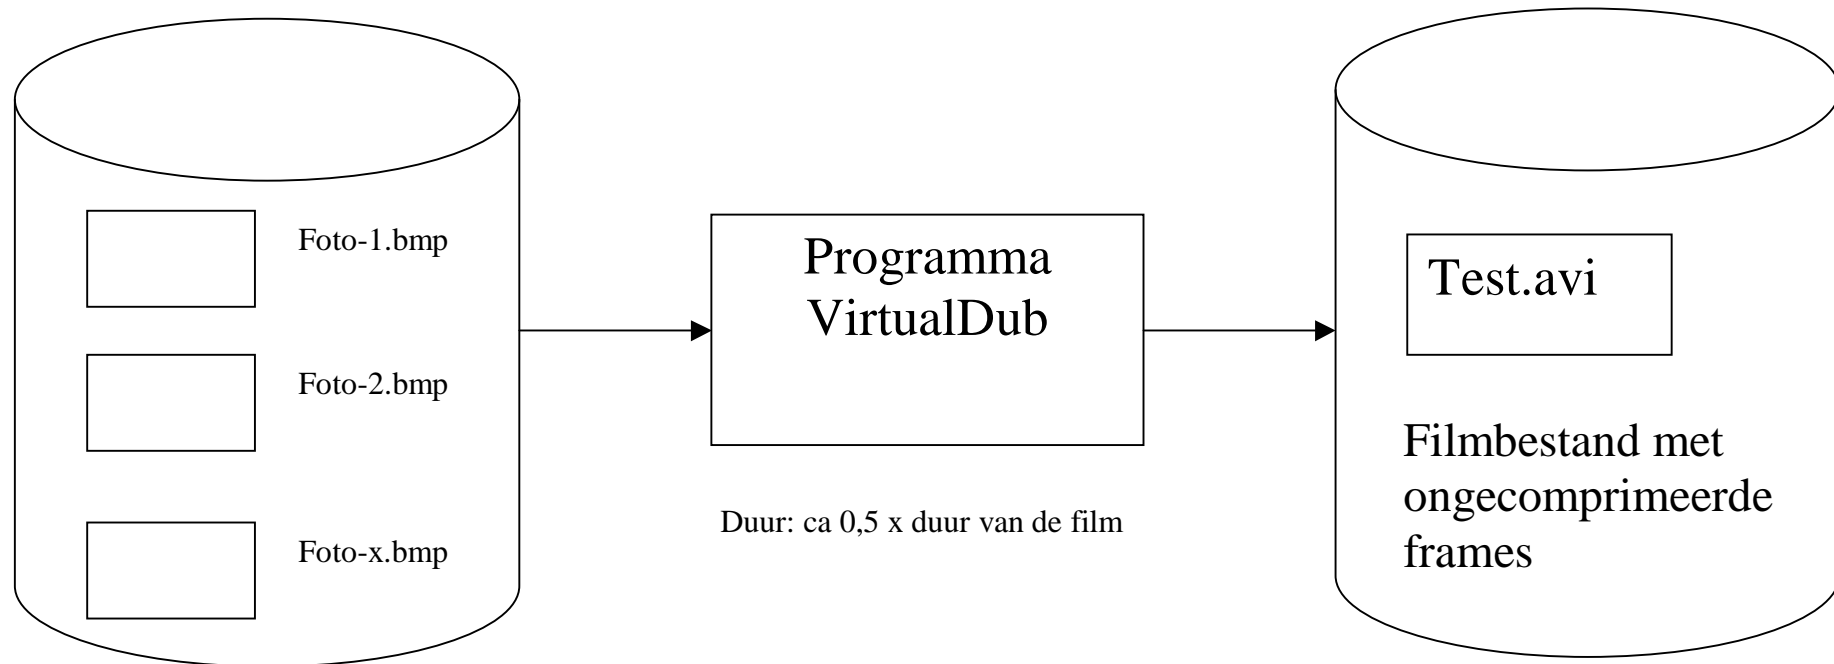 Foto-1.bmp
Foto-2.bmp
Foto-x.bmp
Programma
VirtualDub
Duur: ca 0,5 x duur van de film
Test.avi
Filmbestand met
ongecomprimeerde
frames